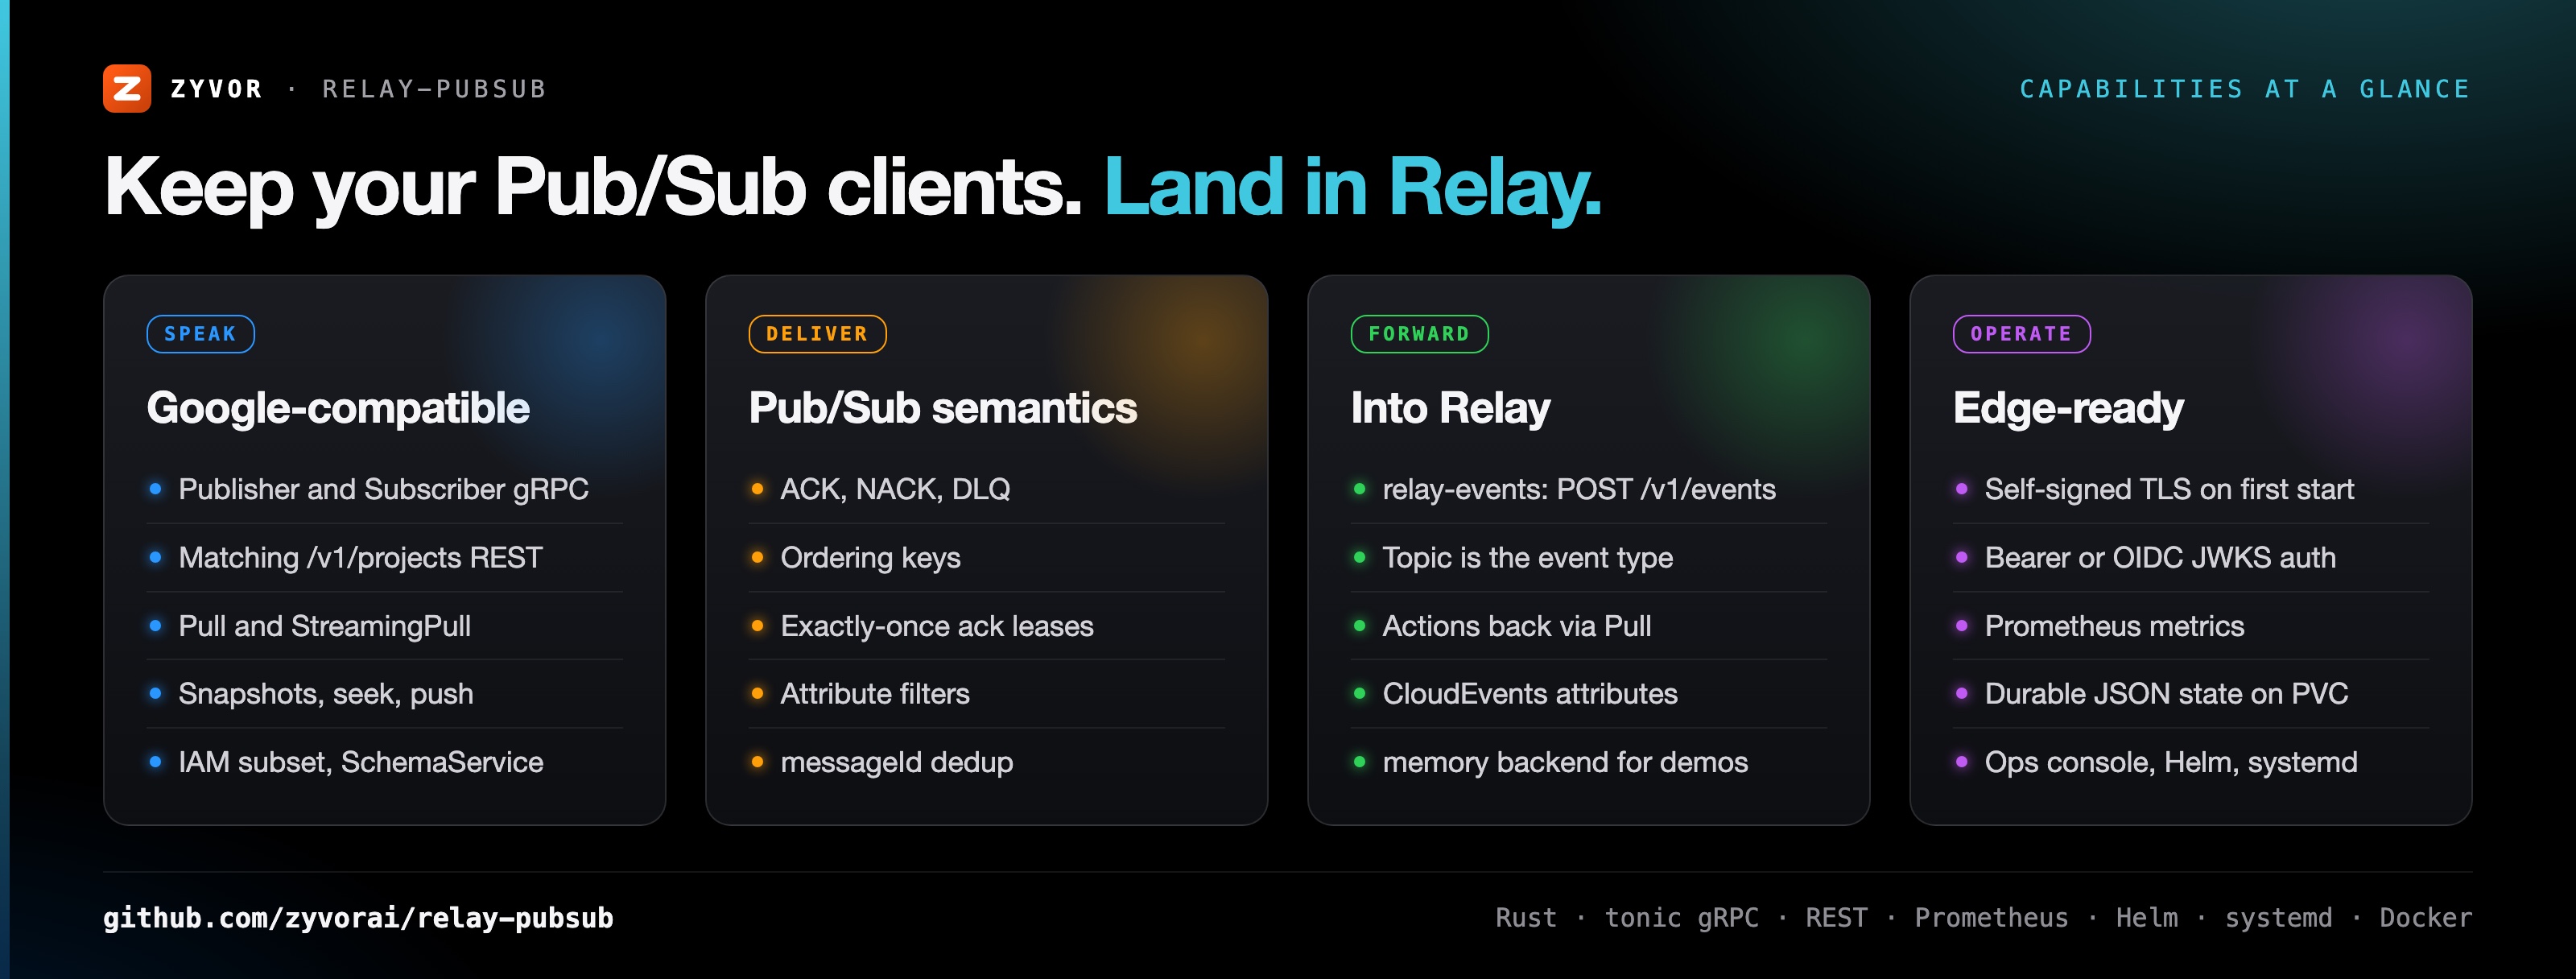 ZYVOR · RELAY-PUBSUB
CAPABILITIES AT A GLANCE
Keep your Pub/Sub clients. Land in Relay.
SPEAK
Google-compatible
Publisher and Subscriber gRPC
Matching /v1/projects REST
Pull and StreamingPull
Snapshots, seek, push
IAM subset, SchemaService
DELIVER
Pub/Sub semantics
ACK, NACK, DLQ
Ordering keys
Exactly-once ack leases
Attribute filters
messageId dedup
FORWARD
Into Relay
relay-events: POST /v1/events
Topic is the event type
Actions back via Pull
CloudEvents attributes
memory backend for demos
OPERATE
Edge-ready
Self-signed TLS on first start
Bearer or OIDC JWKS auth
Prometheus metrics
Durable JSON state on PVC
Ops console, Helm, systemd
github.com/zyvorai/relay-pubsub
Rust · tonic gRPC · REST · Prometheus · Helm · systemd · Docker